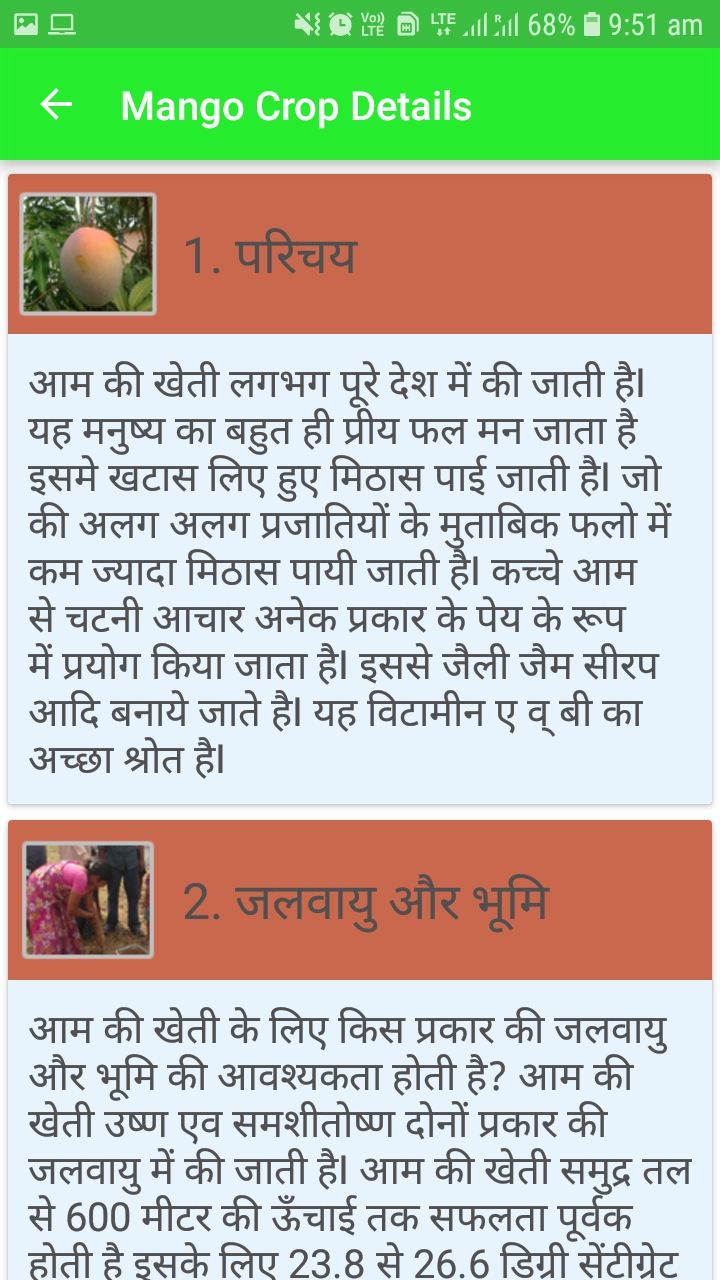 Vo))
LTE
LTE
R
68%
9:51 am
Mango Crop Details
1. परिचय
आम की खेती लगभग पूरे देश में की जाती है|
यह मनुष्य का बहुत ही प्रीय फल मन जाता है
इसमे खटास लिए हुए मिठास पाई जाती है| जो
की अलग अलग प्रजातियों के मुताबिक फलो में
कम ज्यादा मिठास पायी जाती है| कच्चे आम
से चटनी आचार अनेक प्रकार के पेय के रूप
में प्रयोग किया जाता है| इससे जैली जैम सीरप
आदि बनाये जाते है| यह विटामीन ए व् बी का
अच्छा श्रोत है|
2. जलवायु और भूमि
आम की खेती के लिए किस प्रकार की जलवायु
और भूमि की आवश्यकता होती है? आम की
खेती उष्ण एव समशीतोष्ण दोनों प्रकार की
जलवायु में की जाती है| आम की खेती समुद्र तल
से 600 मीटर की ऊँचाई तक सफलता पूर्वक
होती है इसके लिए 23.8 से 26.6 डिग्री सेंटीग्रेट